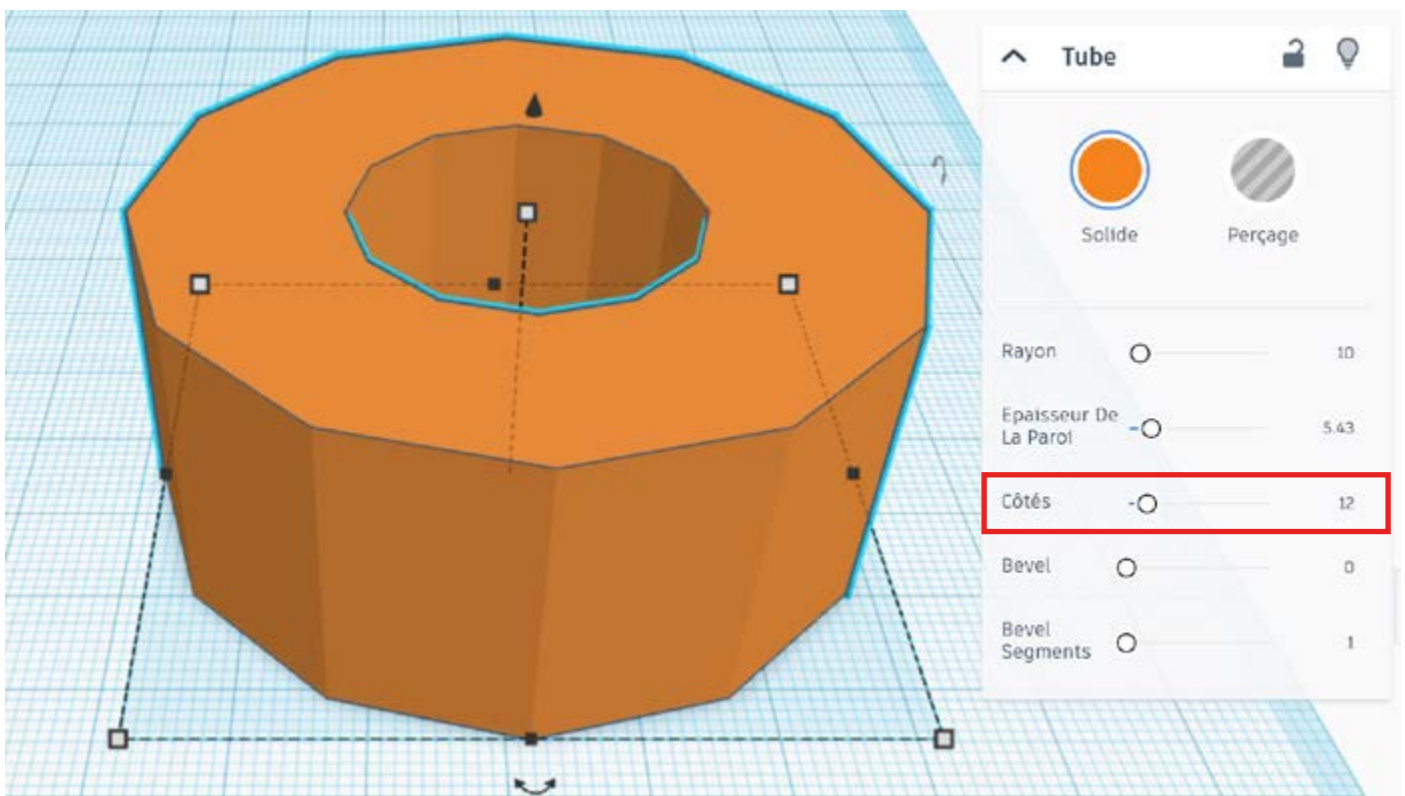 Tube
Solide Perçage
Rayon 10
Epaisseur De
La Paroi 5.43
Côtés 12
Bevel 0
Bevel
Segments 1